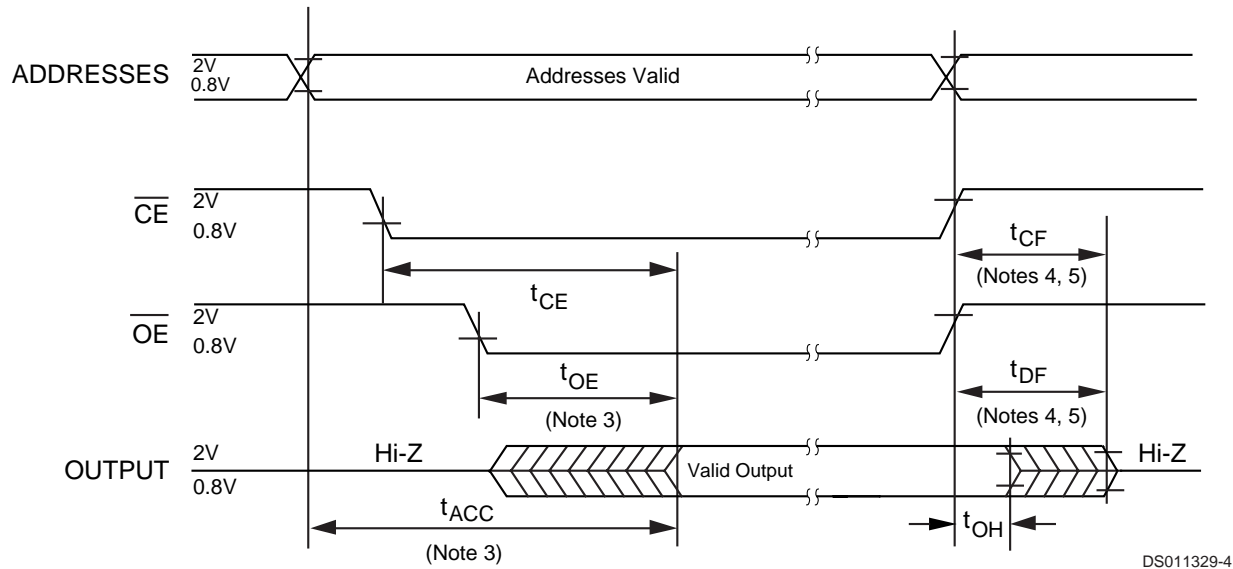 ADDRESSES
2V
0.8V
Addresses Valid
CE
2V
0.8V
tCF
(Notes 4, 5)
tCE
OE
2V
0.8V
tOE
(Note 3)
tDF
(Notes 4, 5)
OUTPUT
2V
0.8V
Hi-Z
Valid Output
Hi-Z
tACC
(Note 3)
tOH
DS011329-4